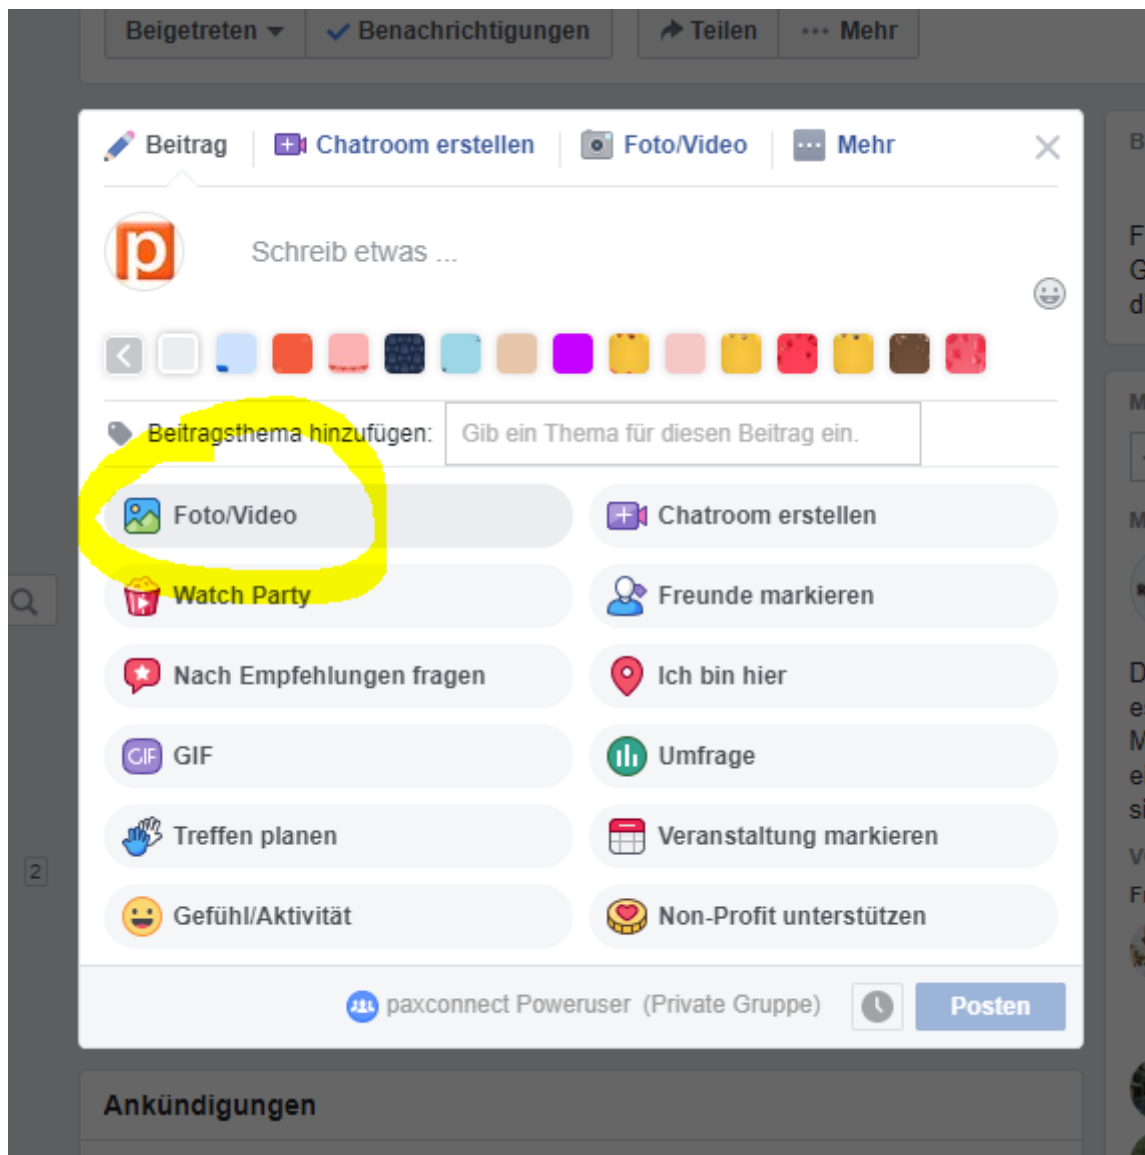 Beigetreten Benachrichtigungen Teilen ... Mehr
Beitrag Chatroom erstellen Foto/Video Mehr
p
Schreib etwas ...
Beitragsthema hinzufügen: Gib ein Thema für diesen Beitrag ein.
Foto/Video Chatroom erstellen
Watch Party Freunde markieren
Nach Empfehlungen fragen Ich bin hier
GIF GIF Umfrage
Treffen planen Veranstaltung markieren
2
Gefühl/Aktivität Non-Profit unterstützen
paxconnect Poweruser (Private Gruppe) Posten
Ankündigungen